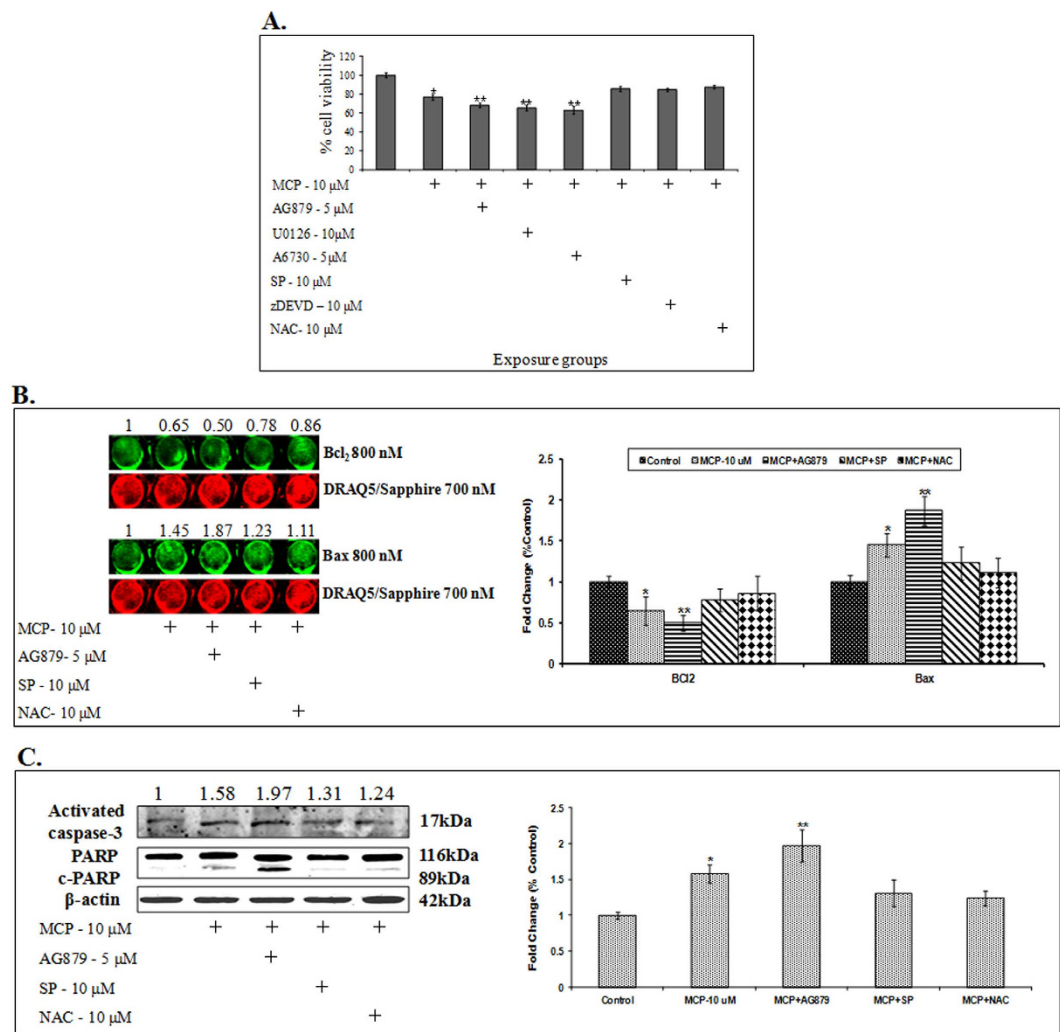 A.
% cell viability
120
100
80
60
40
20
0
* ** ** **
MCP - 10 µM + + + + + + +
AG879 - 5 µM +
U0126 - 10µM +
A6730 - 5µM +
SP - 10 µM +
zDEVD – 10 µM +
NAC- 10 µM +
Exposure groups
B.
1 0.65 0.50 0.78 0.86
Bcl2 800 nM
DRAQ5/Sapphire 700 nM
1 1.45 1.87 1.23 1.11
Bax 800 nM
DRAQ5/Sapphire 700 nM
MCP- 10 µM + + + +
AG879- 5 µM +
SP - 10 µM +
NAC- 10 µM +
Fold Change (%Control)
2.5
2
1.5
1
0.5
0
Control MCP-10 uM MCP+AG879 MCP+SP MCP+NAC
* ** * **
BCl2 Bax
C.
1 1.58 1.97 1.31 1.24
Activated caspase-3 17kDa
PARP 116kDa
c-PARP 89kDa
β-actin 42kDa
MCP - 10 µM + + + +
AG879 - 5 µM +
SP - 10 µM +
NAC - 10 µM +
Fold Change (% Control)
2.5
2
1.5
1
0.5
0
* **
Control MCP-10 uM MCP+AG879 MCP+SP MCP+NAC